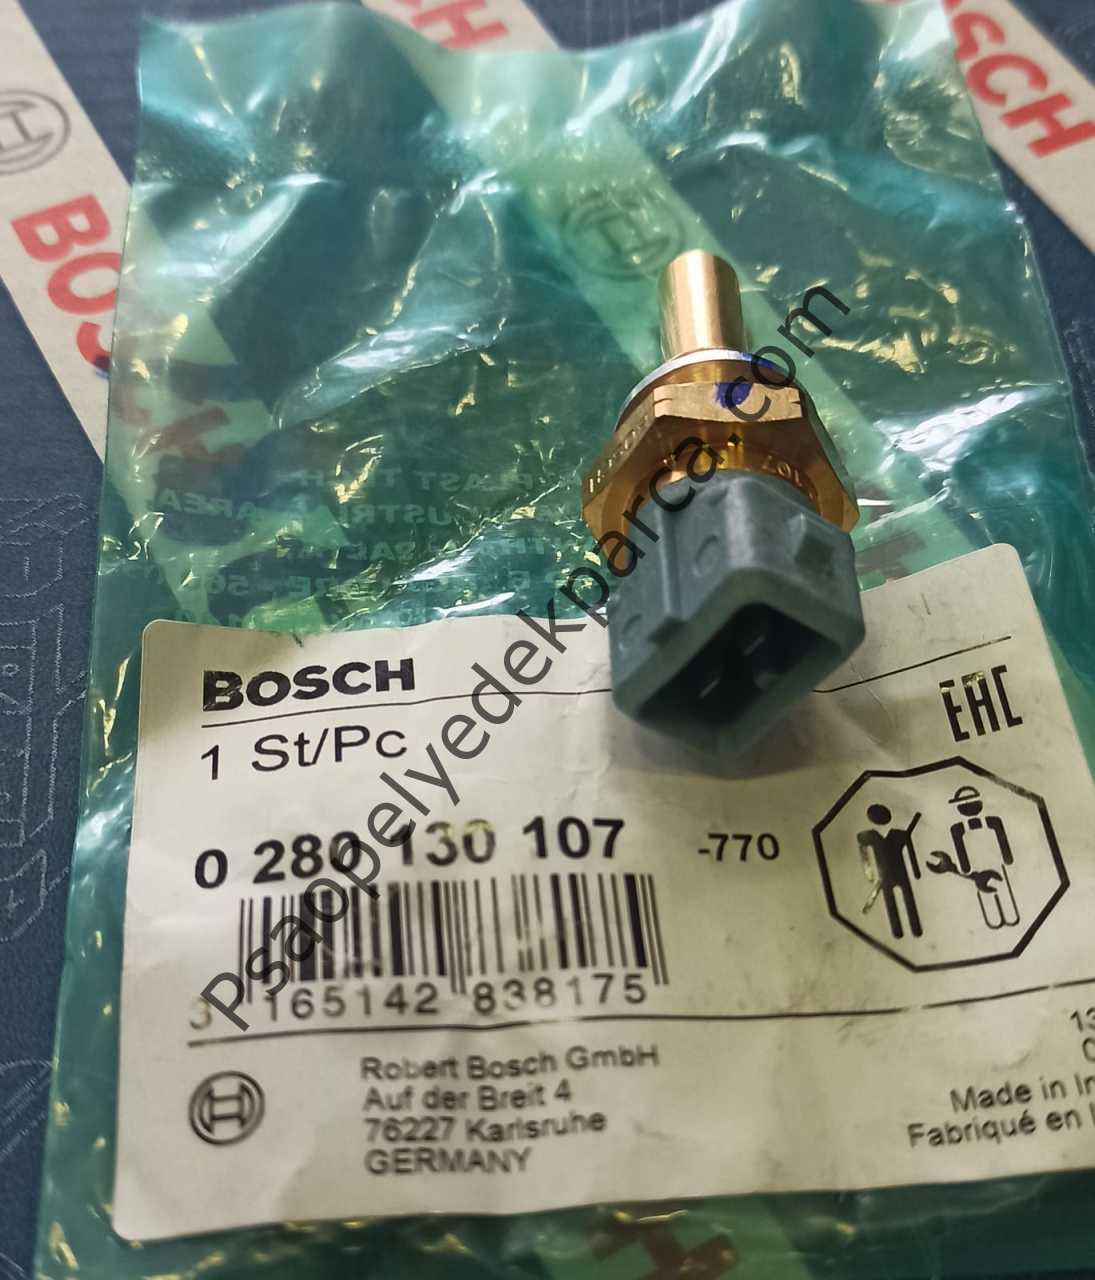 BOSCH
BOSCH
BOSCH
1 St/Pc
EAC
0 280 130 107
-770
3 165142 838175
Robert Bosch GmbH
Auf der Breit 4
76227 Karlsruhe
GERMANY
Made in
Fabriqué en
Psaopelyedekparca.com